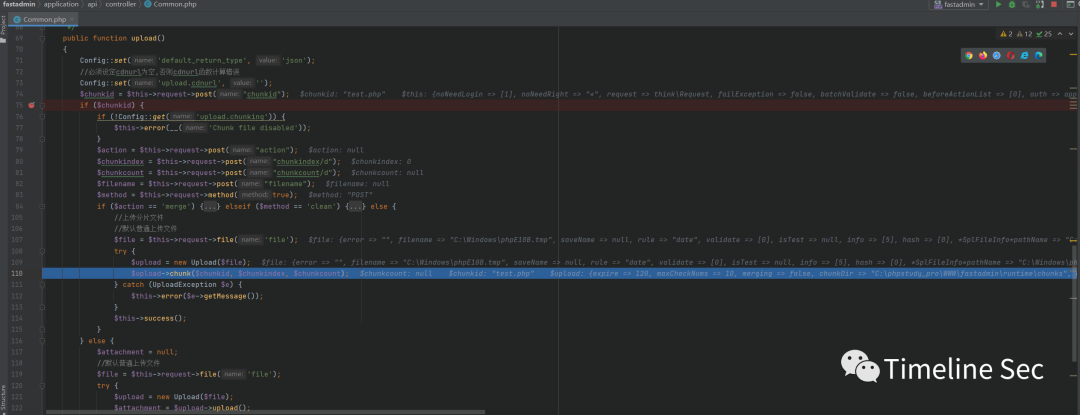 fastadmin › application › api › controller › Common.php
fastadmin
Project
Common.php ×
2 12 25
69 public function upload()
70 {
71 Config::set( name: 'default_return_type', value: 'json');
72 //必须设定cdnurl为空,否则cdnurl函数计算错误
73 Config::set( name: 'upload.cdnurl', value: '');
74 $chunkid = $this->request->post( name: "chunkid"); $chunkid: "test.php" $this: {noNeedLogin => [1], noNeedRight => "*", request => think\Request, failException => false, batchValidate => false, beforeActionList => [0], auth => app
75 if ($chunkid) {
76 if (!Config::get( name: 'upload.chunking')) {
77 $this->error(__( name: 'Chunk file disabled'));
78 }
79 $action = $this->request->post( name: "action"); $action: null
80 $chunkindex = $this->request->post( name: "chunkindex/d"); $chunkindex: 0
81 $chunkcount = $this->request->post( name: "chunkcount/d"); $chunkcount: null
82 $filename = $this->request->post( name: "filename"); $filename: null
83 $method = $this->request->method( method: true); $method: "POST"
84 if ($action == 'merge') {...} elseif ($method == 'clean') {...} else {
105 //上传分片文件
106 //默认普通上传文件
107 $file = $this->request->file( name: 'file'); $file: {error => "", filename => "C:\Windows\phpE18B.tmp", saveName => null, rule => "date", validate => [0], isTest => null, info => [5], hash => [0], *SplFileInfo*pathName => "C:
108 try {
109 $upload = new Upload($file); $file: {error => "", filename => "C:\Windows\phpE18B.tmp", saveName => null, rule => "date", validate => [0], isTest => null, info => [5], hash => [0], *SplFileInfo*pathName => "C:\Windows\ph
110 $upload->chunk($chunkid, $chunkindex, $chunkcount); $chunkcount: null $chunkid: "test.php" $upload: {expire => 120, maxCheckNums => 10, merging => false, chunkDir => "C:\phpstudy_pro\WWW\fastadmin\runtime\chunks",
111 } catch (UploadException $e) {
112 $this->error($e->getMessage());
113 }
114 $this->success();
115 }
116 } else {
117 $attachment = null;
118 //默认普通上传文件
119 $file = $this->request->file( name: 'file');
120 try {
121 $upload = new Upload($file);
122 $attachment = $upload->upload();
Structure
Timeline Sec